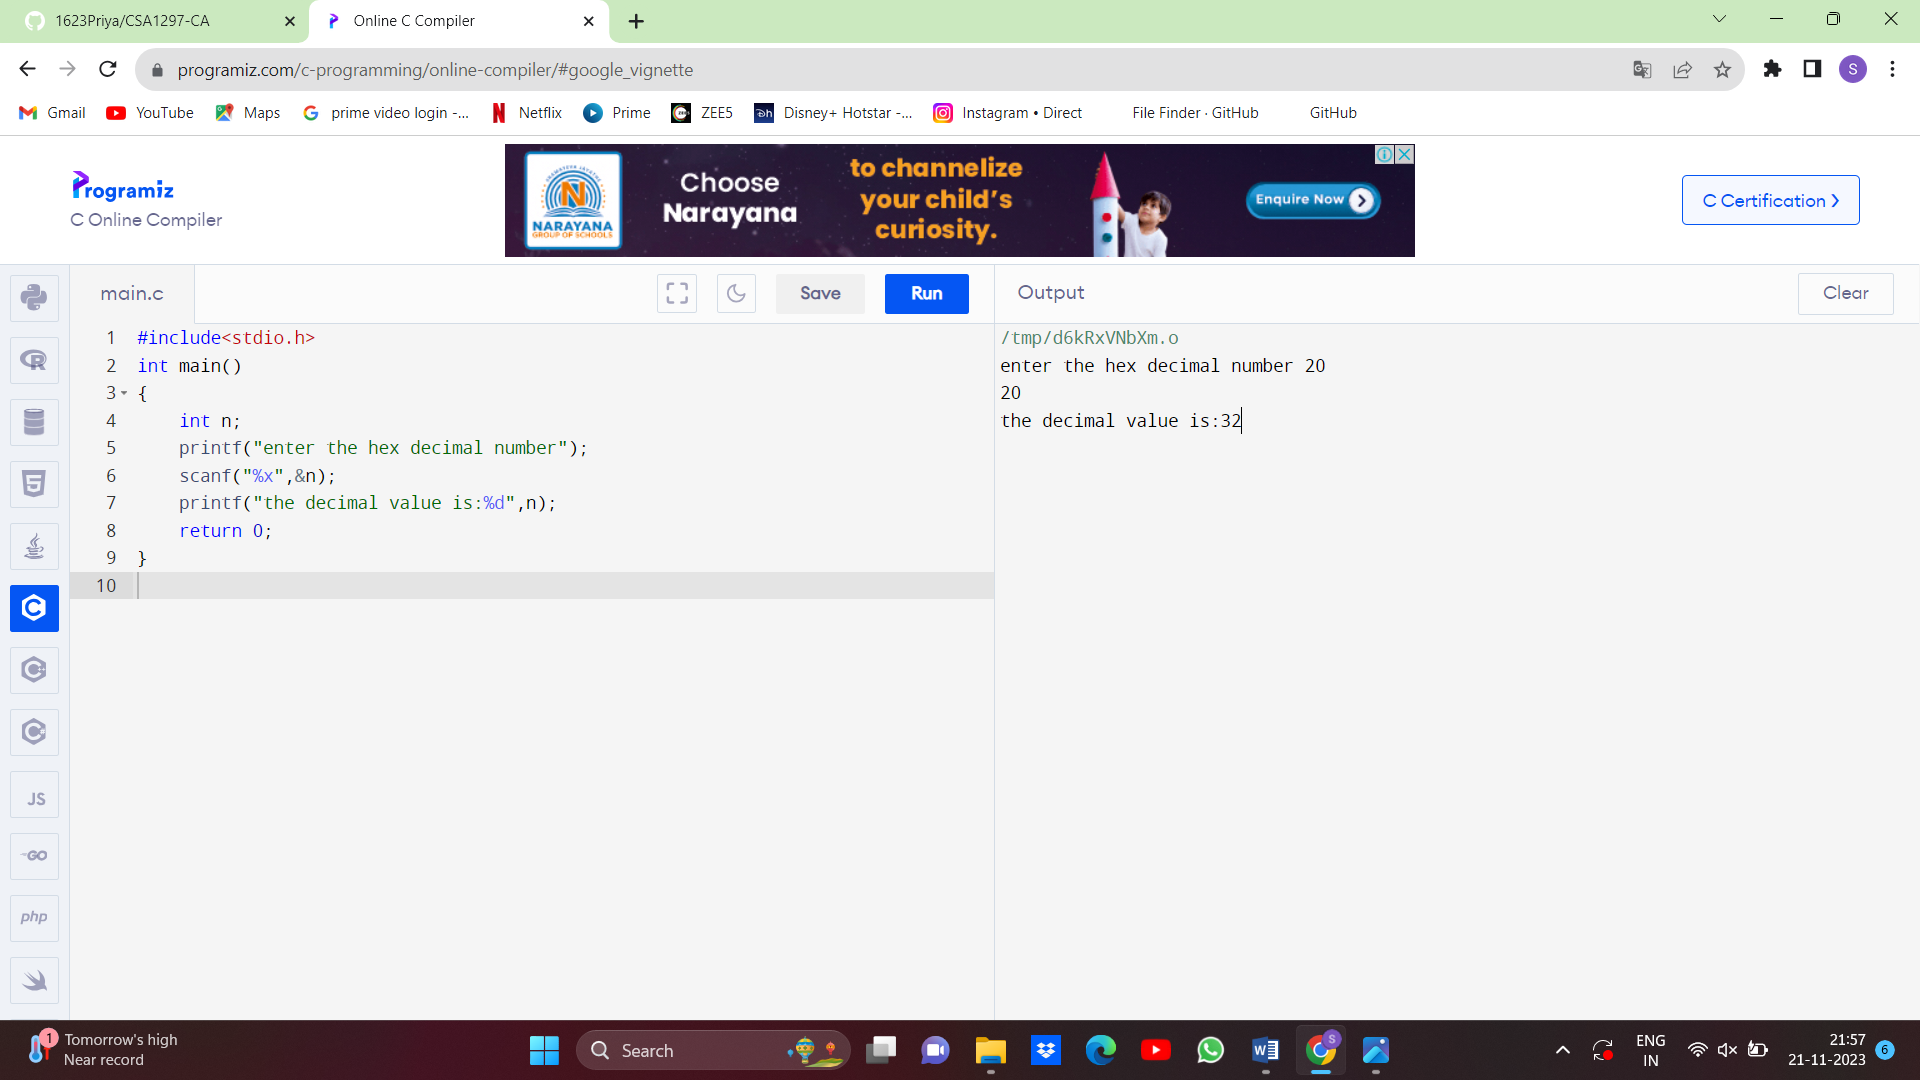 1623Priya/CSA1297-CA
Online C Compiler
programiz.com/c-programming/online-compiler/#google_vignette
S
Gmail
YouTube
Maps
prime video login -...
Netflix
Prime
ZEE5
Disney+ Hotstar -...
Instagram • Direct
File Finder · GitHub
GitHub
Programiz
C Online Compiler
NARAYANA
GROUP OF SCHOOLS
Choose
Narayana
to channelize
your child's
curiosity.
Enquire Now
C Certification
main.c
Save
Run
Output
Clear
1 #include<stdio.h>
2 int main()
3 {
4 int n;
5 printf("enter the hex decimal number");
6 scanf("%x",&n);
7 printf("the decimal value is:%d",n);
8 return 0;
9 }
10
/tmp/d6kRxVNbXm.o
enter the hex decimal number 20
20
the decimal value is:32
JS
GO
php
1
Tomorrow's high
Near record
Search
ENG
IN
21:57
21-11-2023
6